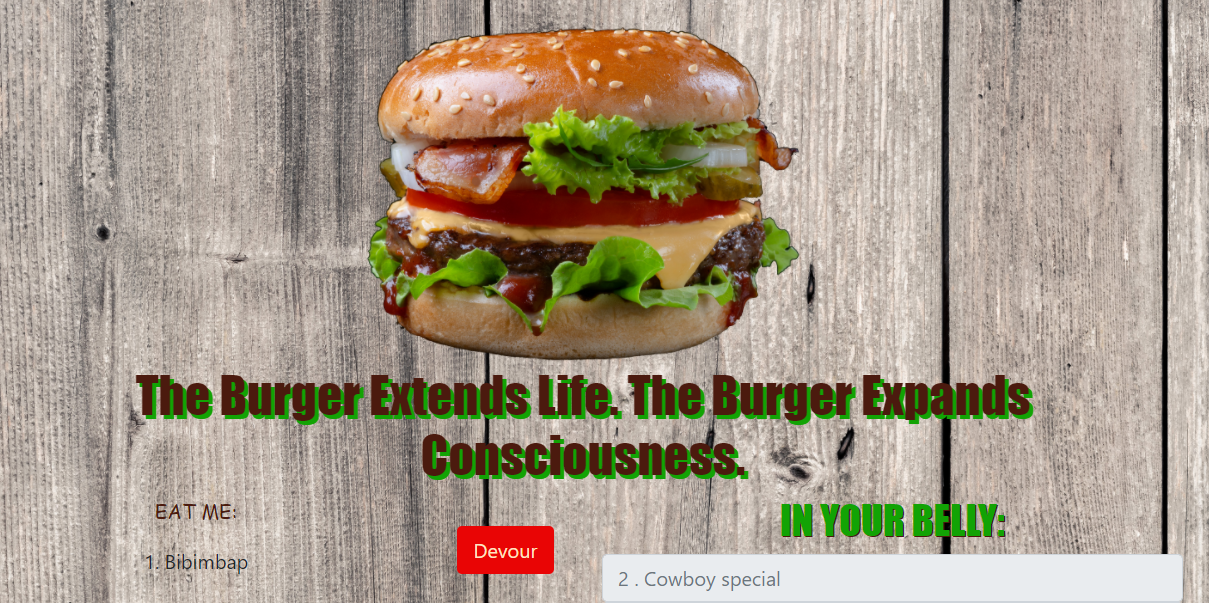 The Burger Extends Life. The Burger Expands
Consciousness.
EAT ME:
1. Bibimbap
Devour
IN YOUR BELLY:
2 . Cowboy special